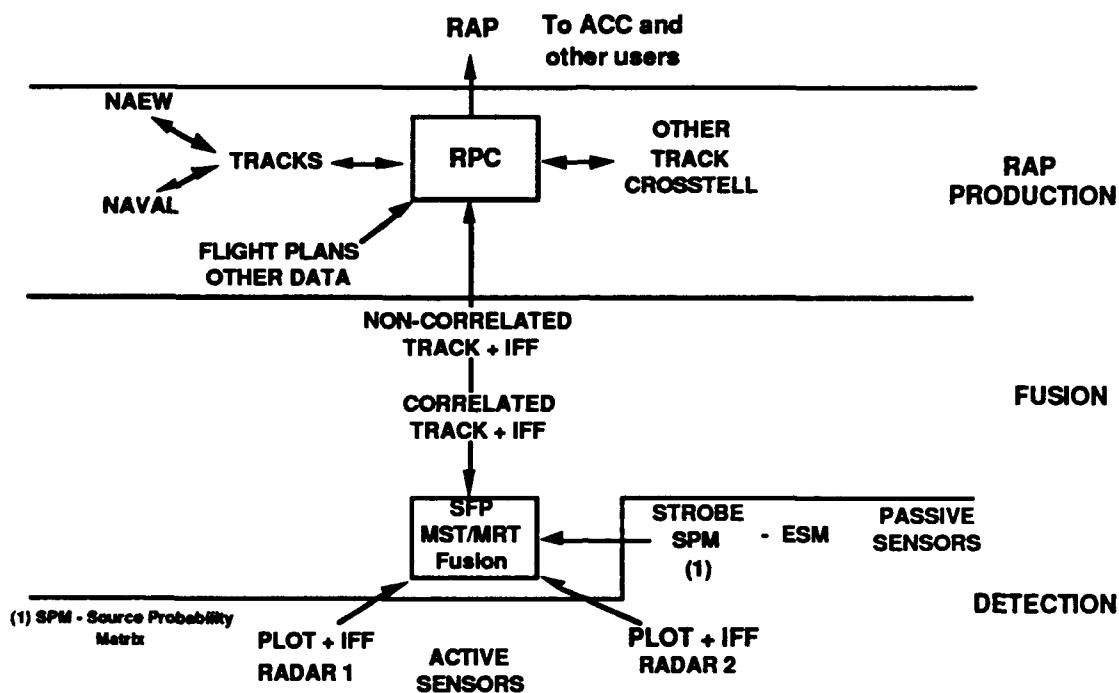 RAP
To ACC and
other users
NAEW
TRACKS
NAVAL
RPC
OTHER
TRACK
CROSSTELL
RAP
PRODUCTION
FLIGHT PLANS
OTHER DATA
NON-CORRELATED
TRACK + IFF
CORRELATED
TRACK + IFF
FUSION
SFP
MST/MRT
Fusion
STROBE
SPM
(1)
- ESM
PASSIVE
SENSORS
DETECTION
(1) SPM - Source Probability
Matrix
PLOT + IFF
RADAR 1
ACTIVE
SENSORS
PLOT + IFF
RADAR 2